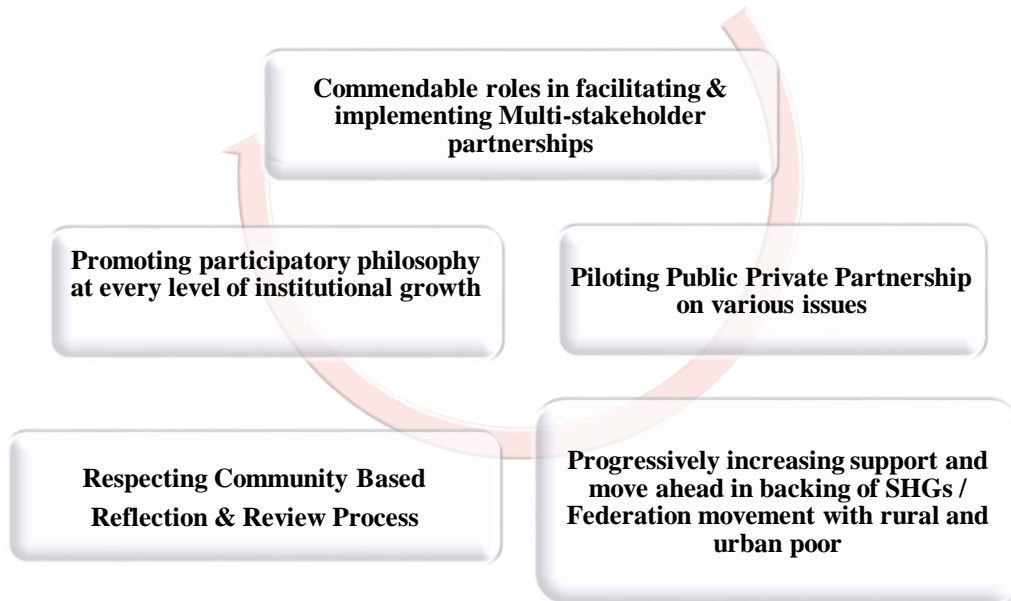 Commendable roles in facilitating &
implementing Multi-stakeholder
partnerships
Promoting participatory philosophy
at every level of institutional growth
Piloting Public Private Partnership
on various issues
Respecting Community Based
Reflection & Review Process
Progressively increasing support and
move ahead in backing of SHGs /
Federation movement with rural and
urban poor